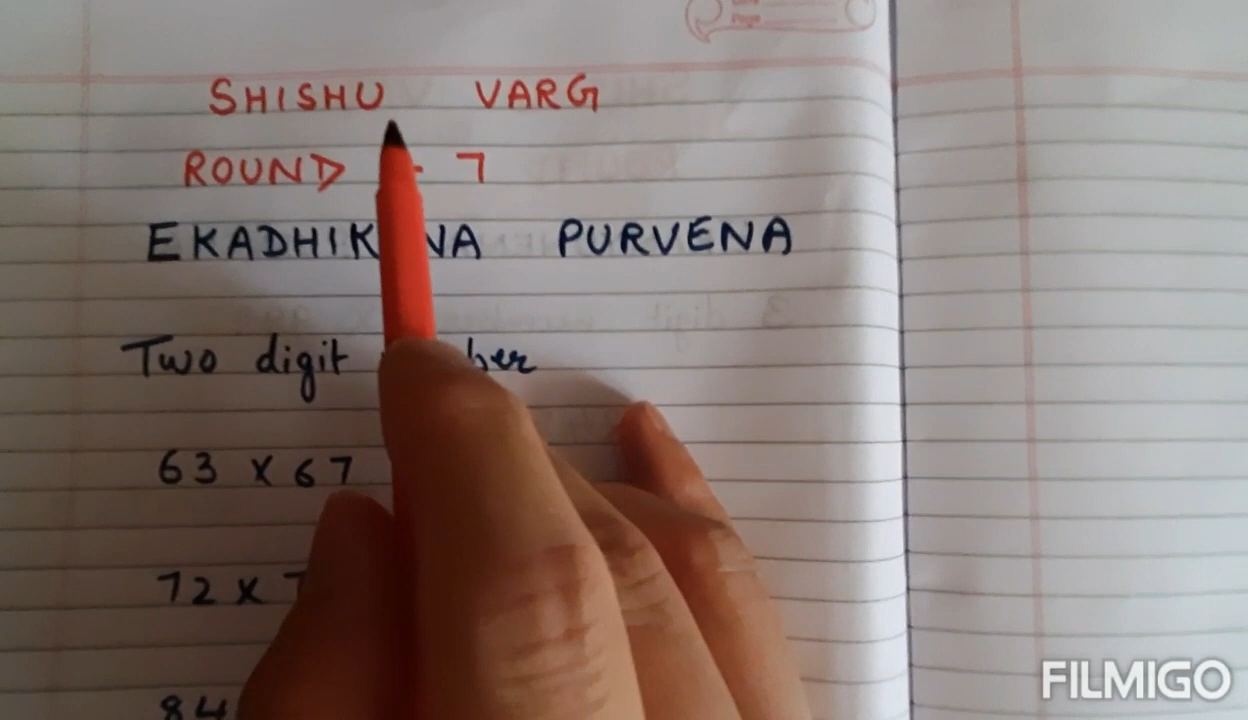 SHISHU VARG
ROUND - 7
PURVENA
Two digit
63 x 67
72 x
84
FILMIGO